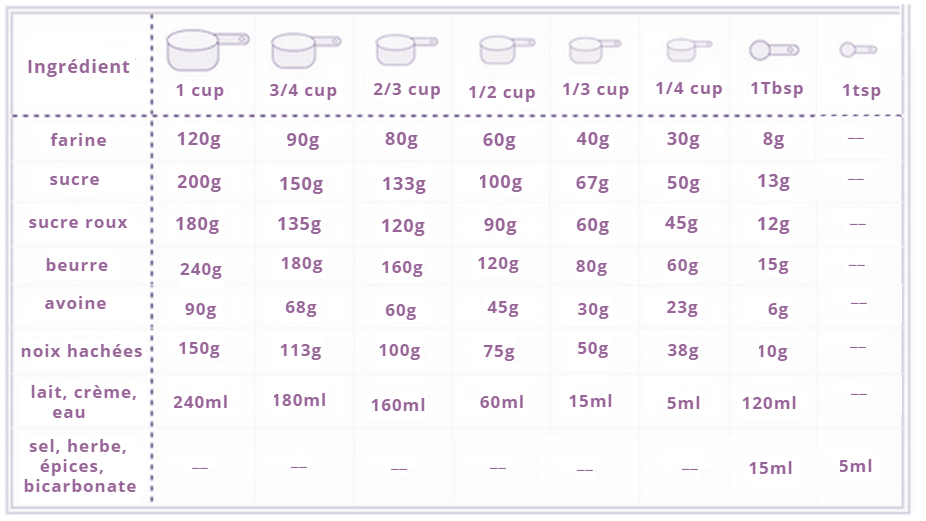 Ingrédient 1 cup 3/4 cup 2/3 cup 1/2 cup 1/3 cup 1/4 cup 1Tbsp 1tsp
farine 120g 90g 80g 60g 40g 30g 8g —
sucre 200g 150g 133g 100g 67g 50g 13g —
sucre roux 180g 135g 120g 90g 60g 45g 12g —
beurre 240g 180g 160g 120g 80g 60g 15g —
avoine 90g 68g 60g 45g 30g 23g 6g —
noix hachées 150g 113g 100g 75g 50g 38g 10g —
lait, crème,
eau 240ml 180ml 160ml 60ml 15ml 5ml 120ml —
sel, herbe,
épices, — — — — — — 15ml 5ml
bicarbonate